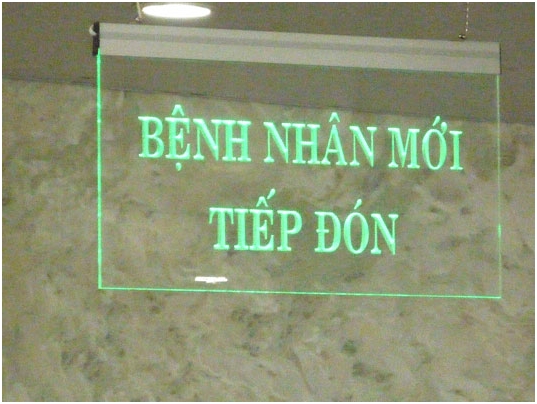 BỆNH NHÂN MỚI
TIẾP ĐÓN